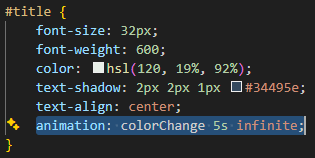 #title {
    font-size: 32px;
    font-weight: 600;
    color: hsl(120, 19%, 92%);
    text-shadow: 2px 2px 1px #34495e;
    text-align: center;
    animation: colorChange 5s infinite;
}